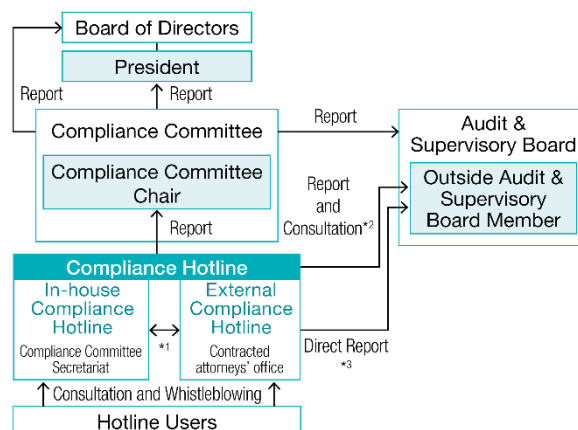 Board of Directors
President
Report
Report
Compliance Committee
Report
Audit &
Supervisory Board
Compliance Committee
Chair
Outside Audit &
Supervisory
Board Member
Report
and
Consultation*2
Report
Compliance Hotline
In-house
Compliance
Hotline
Compliance Committee
Secretariat
*1
External
Compliance
Hotline
Contracted
attorneys' office
Direct Report
*3
Consultation and Whistleblowing
Hotline Users